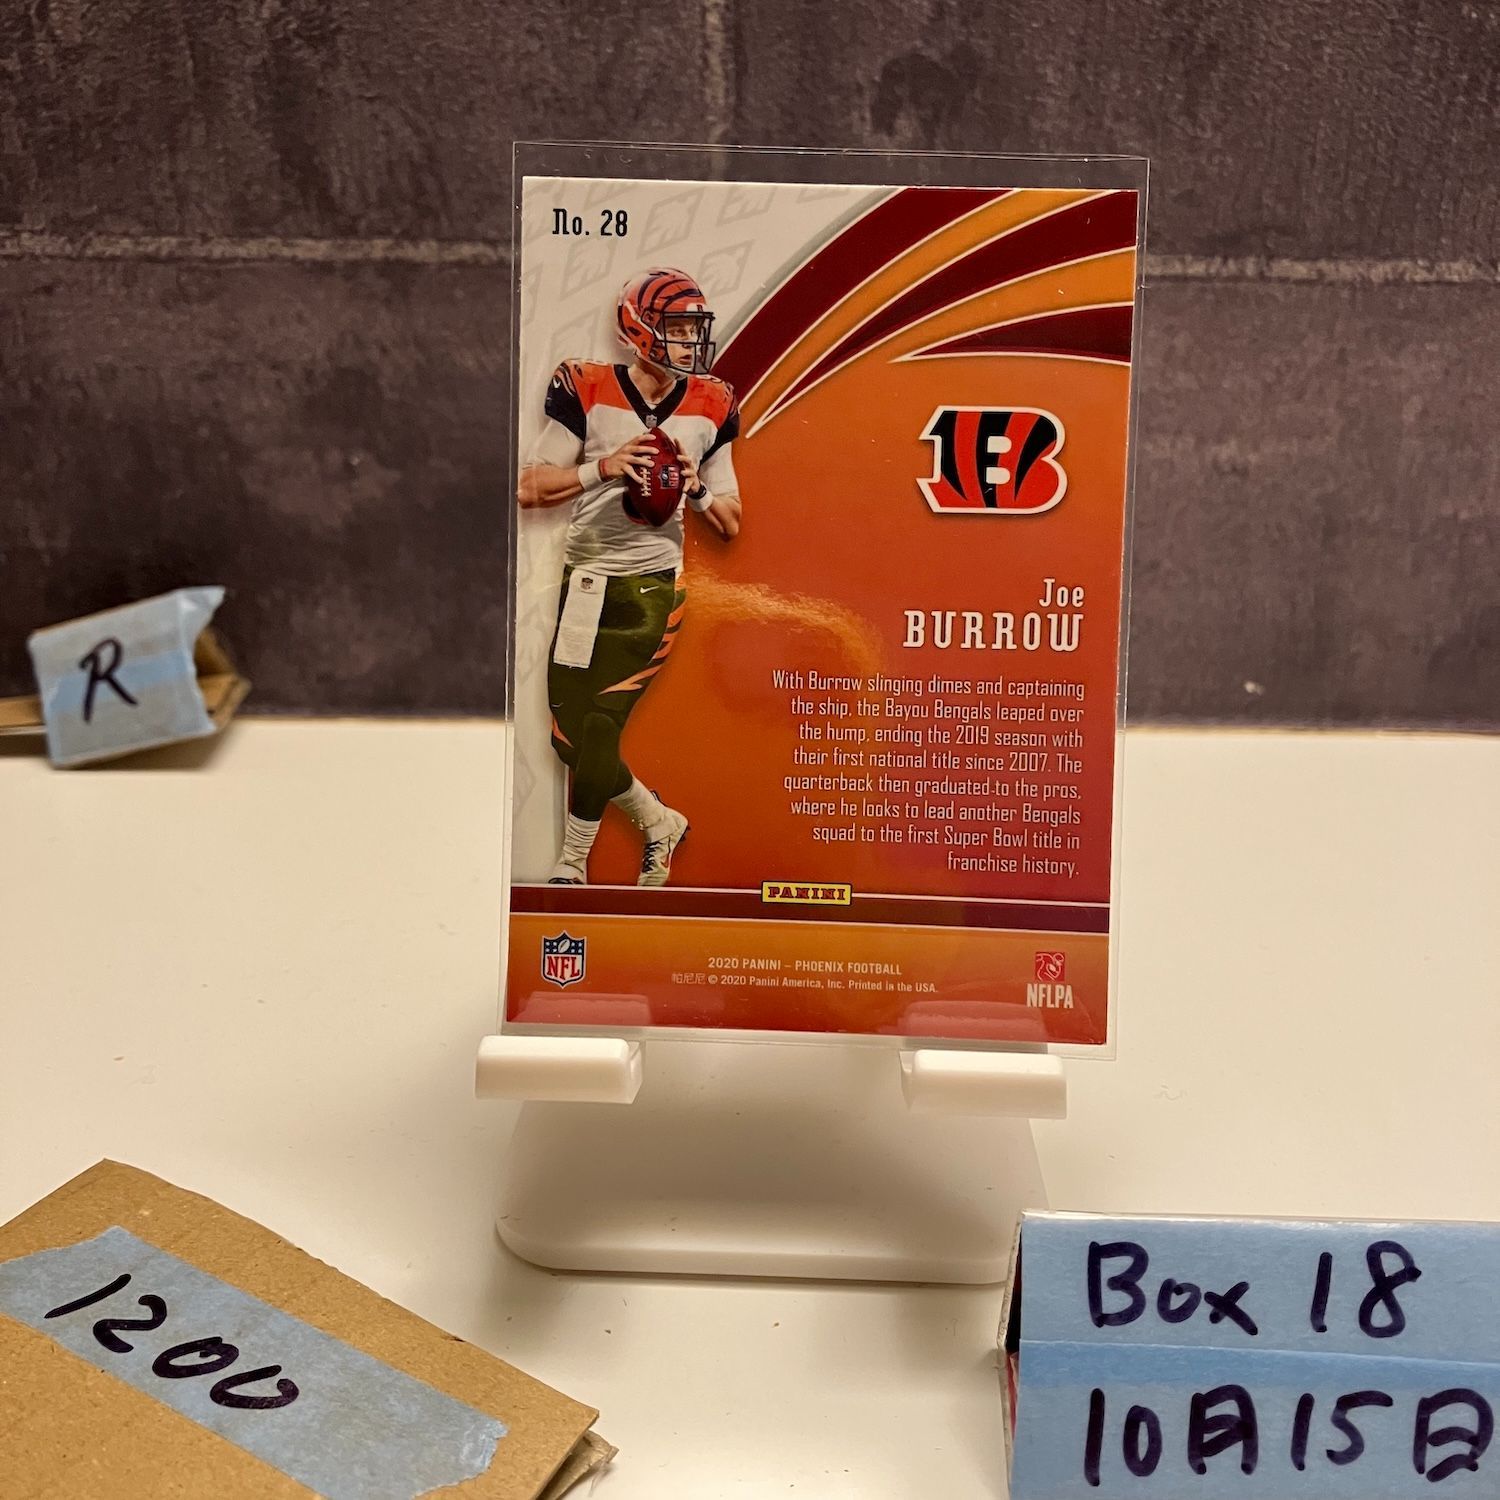 No. 28
B
Joe
BURROW
With Burrow slinging dimes and captaining
the ship, the Bayou Bengals leaped over
the hump, ending the 2019 season with
their first national title since 2007. The
quarterback then graduated to the pros,
where he looks to lead another Bengals
squad to the first Super Bowl title in
franchise history.
PANINI
NFL
2020 PANINI – PHOENIX FOOTBALL
帕尼尼 © 2020 Panini America, Inc. Printed in the USA.
NFLPA
R
1200
Box 18
10月15日